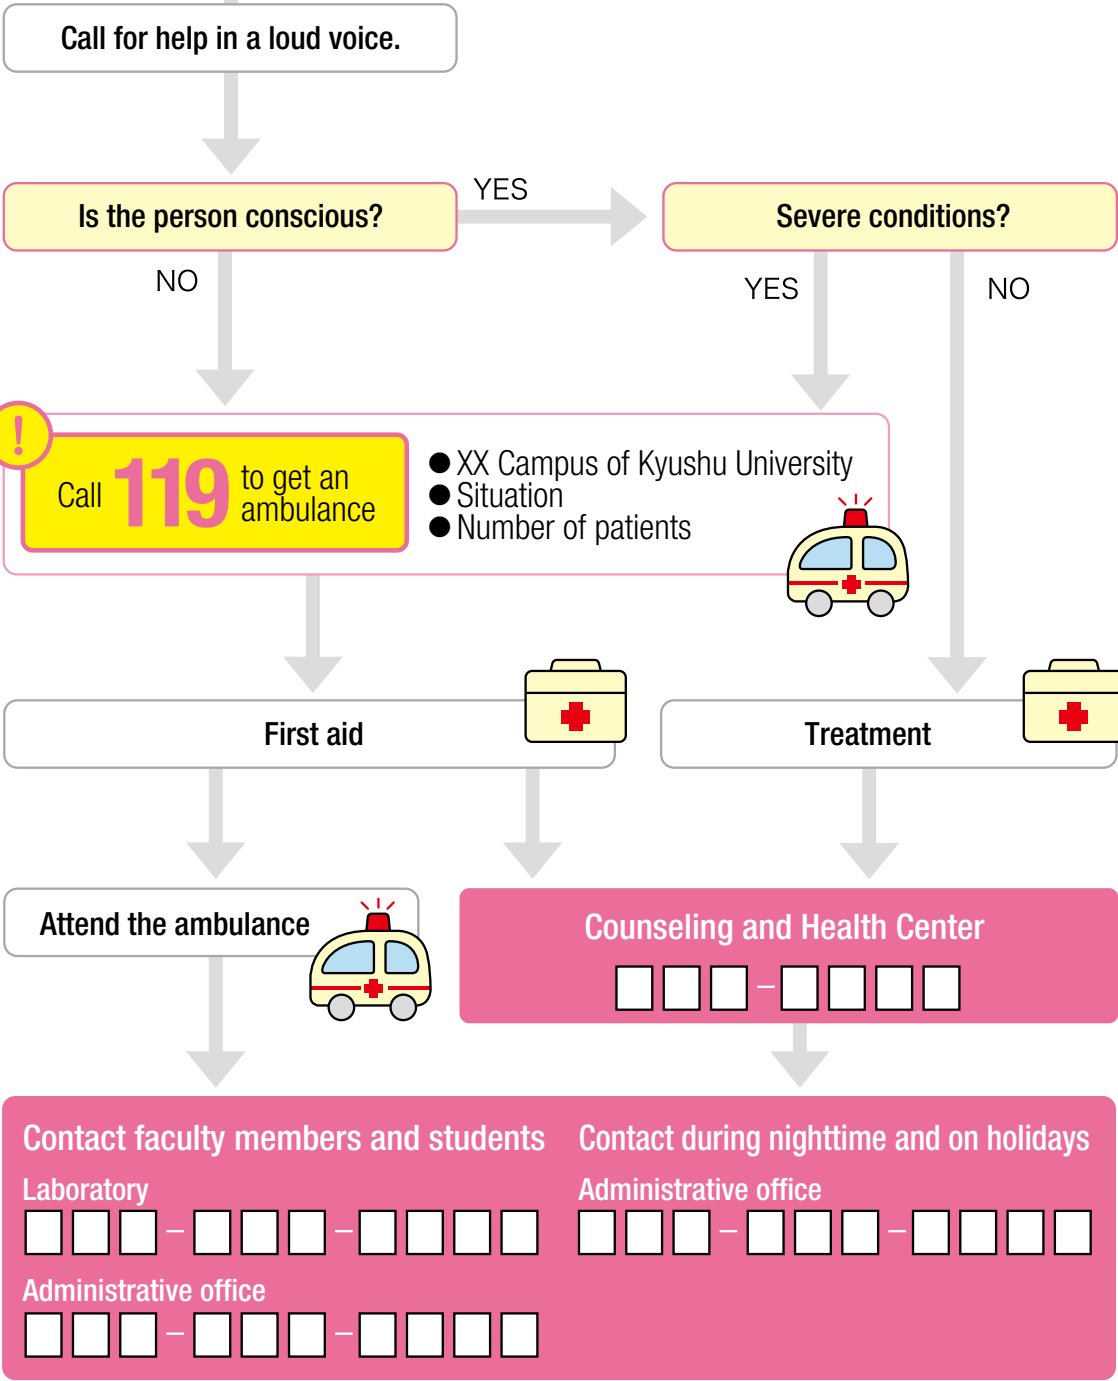 Call for help in a loud voice.
Is the person conscious?
YES
Severe conditions?
NO
YES
NO
!
Call 119 to get an
ambulance
● XX Campus of Kyushu University
● Situation
● Number of patients
First aid
Treatment
Attend the ambulance
Counseling and Health Center
–
Contact faculty members and students
Laboratory
– –
Administrative office
– –
Contact during nighttime and on holidays
Administrative office
– –